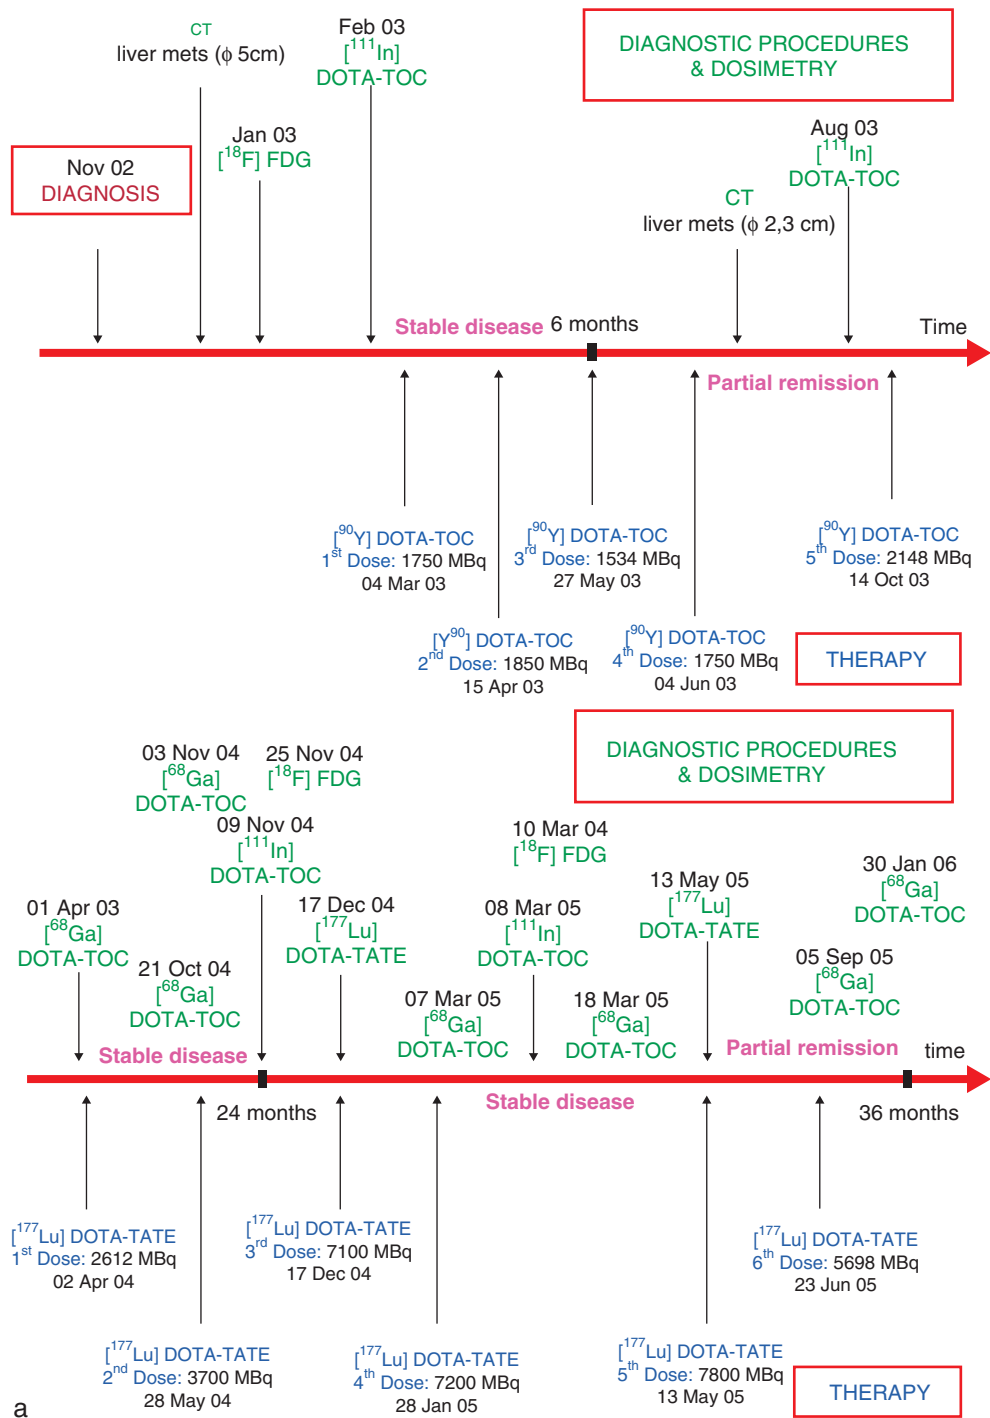 CT
liver mets (ϕ 5cm)
Feb 03
[¹¹¹In]
DOTA-TOC
DIAGNOSTIC PROCEDURES
& DOSIMETRY
Nov 02
DIAGNOSIS
Jan 03
[¹⁸F] FDG
Aug 03
[¹¹¹In]
DOTA-TOC
CT
liver mets (ϕ 2,3 cm)
Stable disease
6 months
Time
Partial remission
[⁹⁰Y] DOTA-TOC
1ˢᵗ Dose: 1750 MBq
04 Mar 03
[⁹⁰Y] DOTA-TOC
3ʳᵈ Dose: 1534 MBq
27 May 03
[⁹⁰Y] DOTA-TOC
5ᵗʰ Dose: 2148 MBq
14 Oct 03
[Y⁹⁰] DOTA-TOC
2ⁿᵈ Dose: 1850 MBq
15 Apr 03
[⁹⁰Y] DOTA-TOC
4ᵗʰ Dose: 1750 MBq
04 Jun 03
THERAPY
DIAGNOSTIC PROCEDURES
& DOSIMETRY
03 Nov 04
[⁶⁸Ga]
DOTA-TOC
25 Nov 04
[¹⁸F] FDG
09 Nov 04
[¹¹¹In]
DOTA-TOC
10 Mar 04
[¹⁸F] FDG
01 Apr 03
[⁶⁸Ga]
DOTA-TOC
17 Dec 04
[¹⁷⁷Lu]
DOTA-TATE
08 Mar 05
[¹¹¹In]
DOTA-TOC
13 May 05
[¹⁷⁷Lu]
DOTA-TATE
30 Jan 06
[⁶⁸Ga]
DOTA-TOC
21 Oct 04
[⁶⁸Ga]
DOTA-TOC
07 Mar 05
[⁶⁸Ga]
DOTA-TOC
18 Mar 05
[⁶⁸Ga]
DOTA-TOC
05 Sep 05
[⁶⁸Ga]
DOTA-TOC
Stable disease
Partial remission
time
24 months
Stable disease
36 months
[¹⁷⁷Lu] DOTA-TATE
1ˢᵗ Dose: 2612 MBq
02 Apr 04
[¹⁷⁷Lu] DOTA-TATE
3ʳᵈ Dose: 7100 MBq
17 Dec 04
[¹⁷⁷Lu] DOTA-TATE
6ᵗʰ Dose: 5698 MBq
23 Jun 05
[¹⁷⁷Lu] DOTA-TATE
2ⁿᵈ Dose: 3700 MBq
28 May 04
[¹⁷⁷Lu] DOTA-TATE
4ᵗʰ Dose: 7200 MBq
28 Jan 05
[¹⁷⁷Lu] DOTA-TATE
5ᵗʰ Dose: 7800 MBq
13 May 05
THERAPY
a